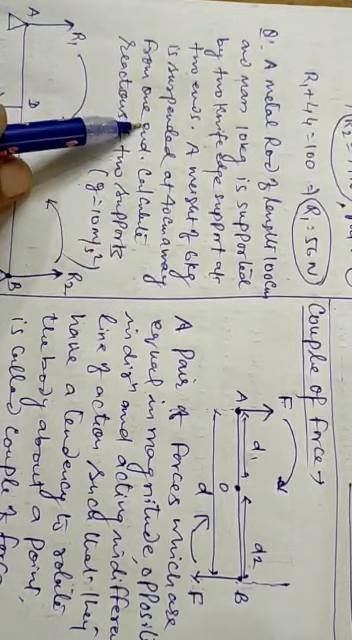 R₁+44=100 ⇒ R₁=56N
Q. A metal Rod of length 100cm
and mass 10kg is supported
by two knife edge support at
two ends. A weight of 6kg
is suspended at 40cm away
from one end. Calculate
reactions two supports
(g=10m/s²)
A
R₁
D
R₂
B
Couple of force →
F
A
d₁
O
d₂
B
d
F
A pair of forces which are
equal in magnitude, opposite
in dirⁿ and acting in different
line of action such that they
have a tendency to rotate
the body about a point,
is called couple of force